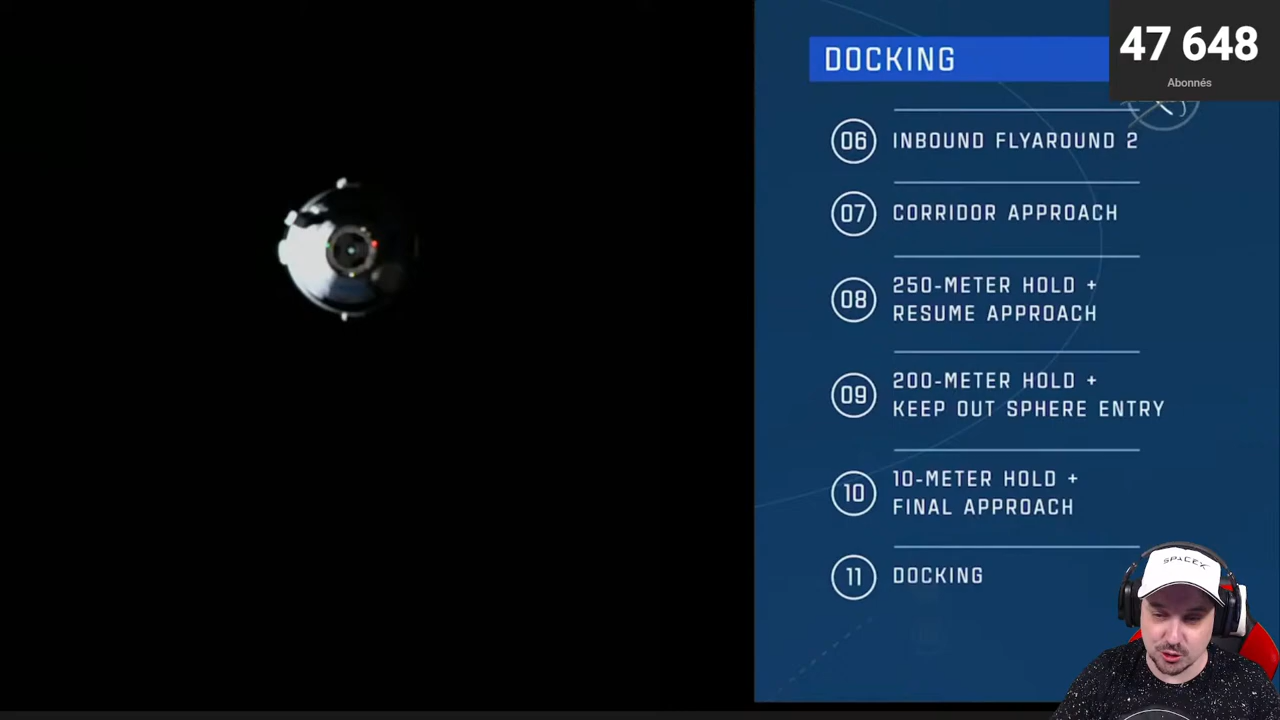 DOCKING
47 648
Abonnés
06 INBOUND FLYAROUND 2
07 CORRIDOR APPROACH
08 250-METER HOLD +
RESUME APPROACH
09 200-METER HOLD +
KEEP OUT SPHERE ENTRY
10 10-METER HOLD +
FINAL APPROACH
11 DOCKING
SPACEX